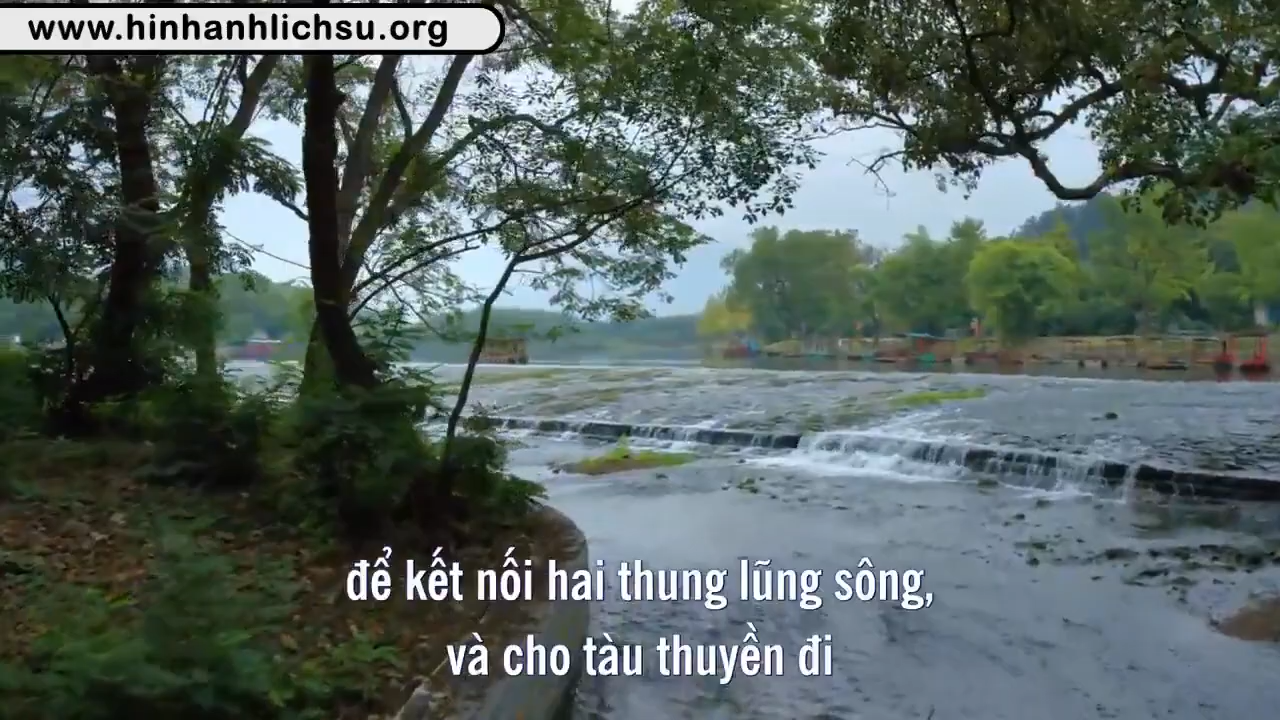 www.hinhanhlichsu.org
để kết nối hai thung lũng sông,
và cho tàu thuyền đi